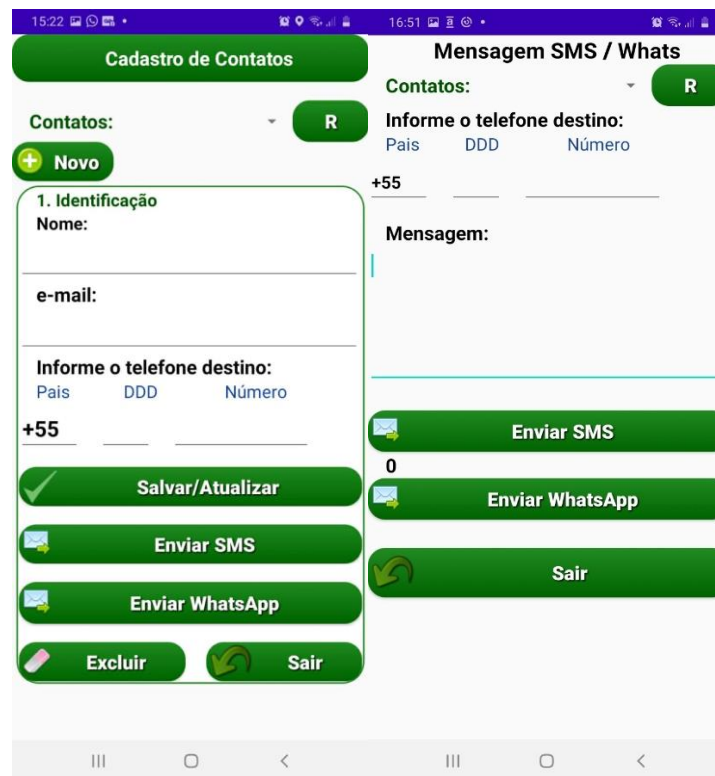 15:22
Cadastro de Contatos
Contatos:
R
Novo
1. Identificação
Nome:
e-mail:
Informe o telefone destino:
Pais DDD Número
+55
Salvar/Atualizar
Enviar SMS
Enviar WhatsApp
Excluir
Sair
16:51
Mensagem SMS / Whats
Contatos:
R
Informe o telefone destino:
Pais DDD Número
+55
Mensagem:
Enviar SMS
0
Enviar WhatsApp
Sair